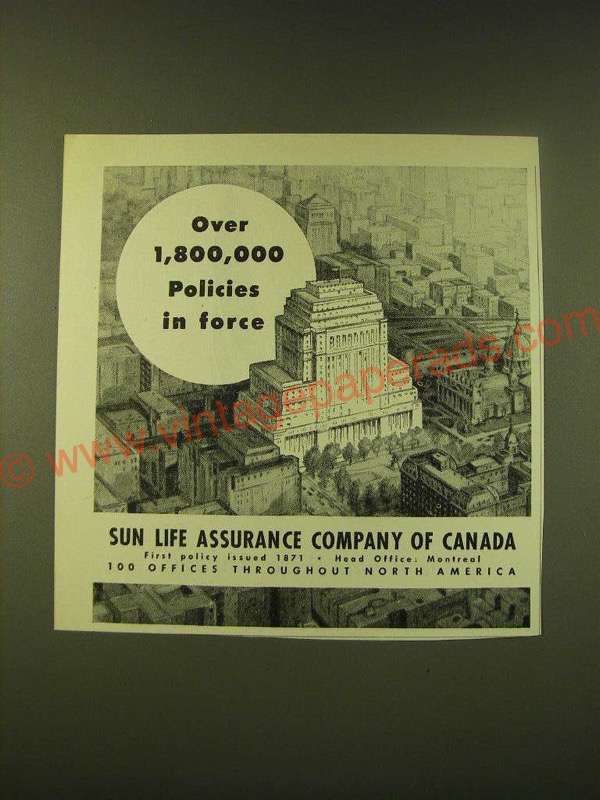 Over
1,800,000
Policies
in force
© www.vintagepaperads.com
SUN LIFE ASSURANCE COMPANY OF CANADA
First policy issued 1871 • Head Office: Montreal
100 OFFICES THROUGHOUT NORTH AMERICA